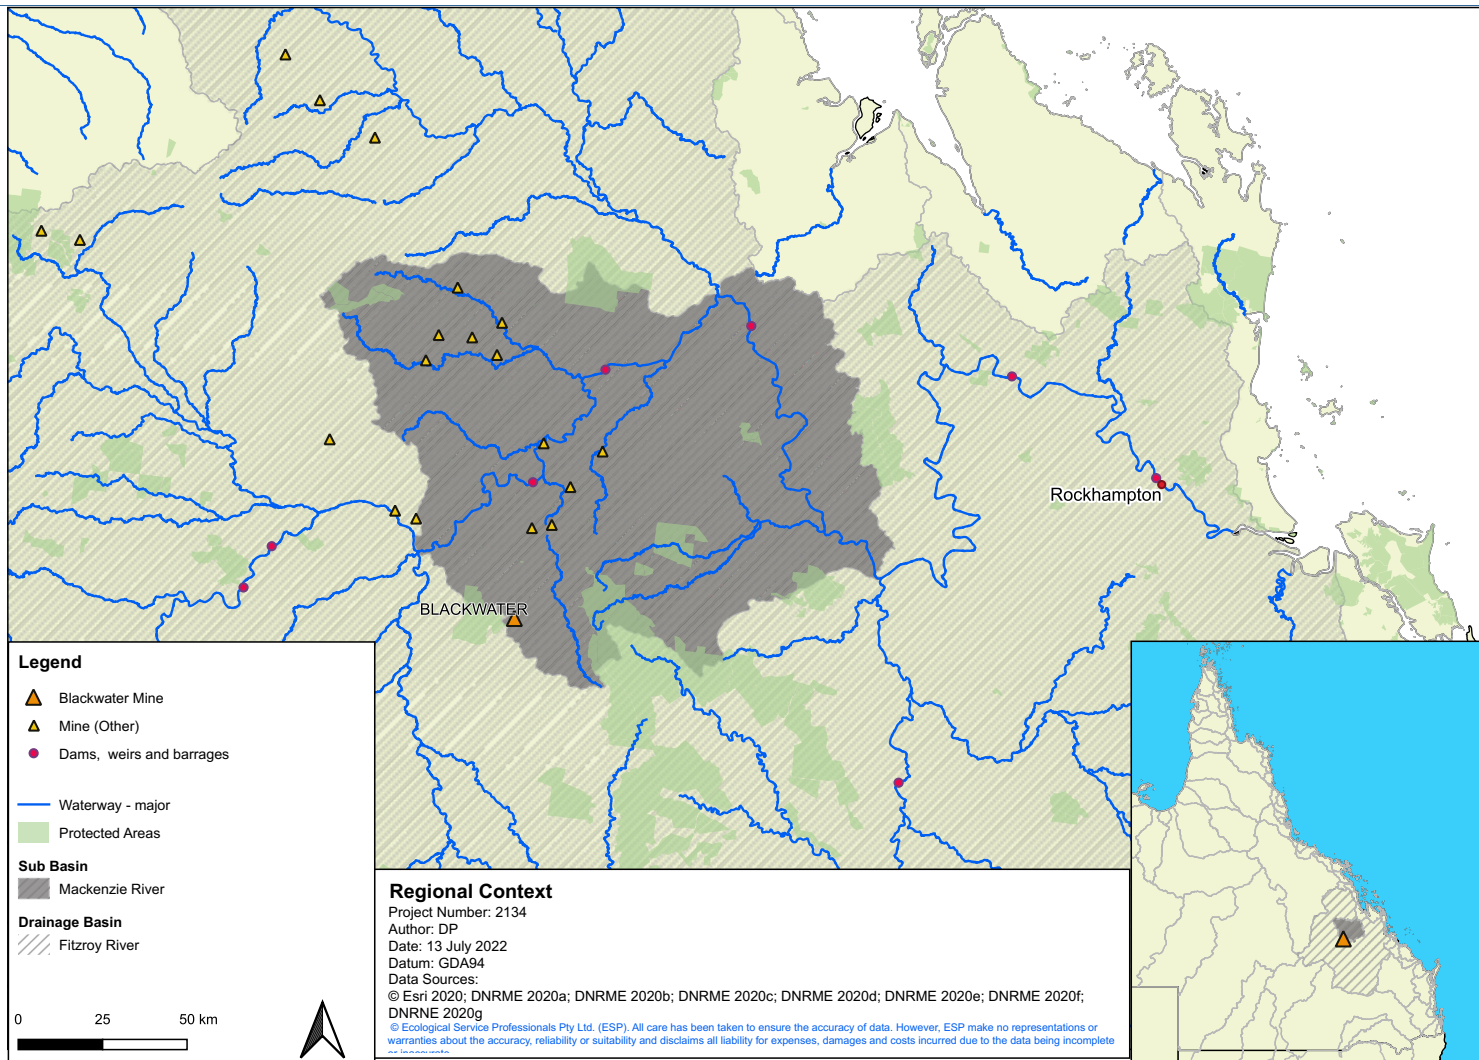 Rockhampton
BLACKWATER
Legend
Blackwater Mine
Mine (Other)
Dams, weirs and barrages
Waterway - major
Protected Areas
Sub Basin
Mackenzie River
Drainage Basin
Fitzroy River
0 25 50 km
Regional Context
Project Number: 2134
Author: DP
Date: 13 July 2022
Datum: GDA94
Data Sources:
© Esri 2020; DNRME 2020a; DNRME 2020b; DNRME 2020c; DNRME 2020d; DNRME 2020e; DNRME 2020f;
DNRNE 2020g
© Ecological Service Professionals Pty Ltd. (ESP). All care has been taken to ensure the accuracy of data. However, ESP make no representations or
warranties about the accuracy, reliability or suitability and disclaims all liability for expenses, damages and costs incurred due to the data being incomplete
or inaccurate